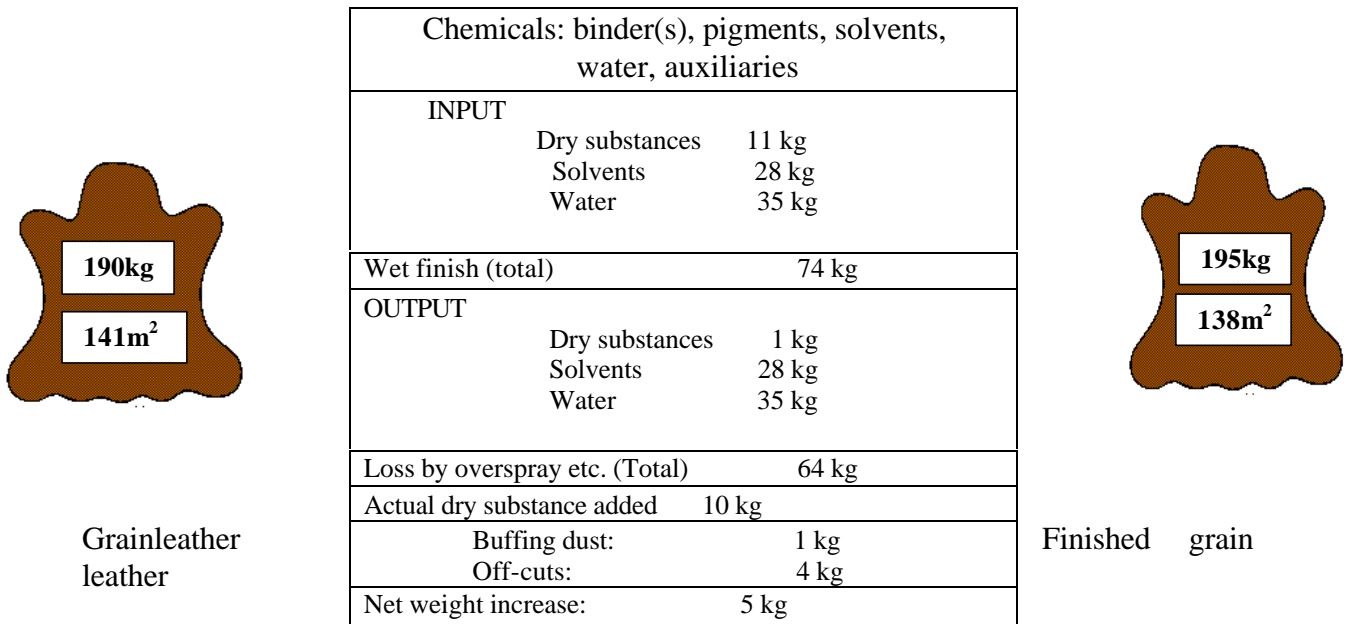 Chemicals: binder(s), pigments, solvents,
water, auxiliaries
INPUT
Dry substances 11 kg
Solvents 28 kg
Water 35 kg
190kg
141m²
Wet finish (total) 74 kg
OUTPUT
Dry substances 1 kg
Solvents 28 kg
Water 35 kg
195kg
138m²
Loss by overspray etc. (Total) 64 kg
Actual dry substance added 10 kg
Buffing dust: 1 kg
Off-cuts: 4 kg
Net weight increase: 5 kg
Grainleather
leather
Finished grain